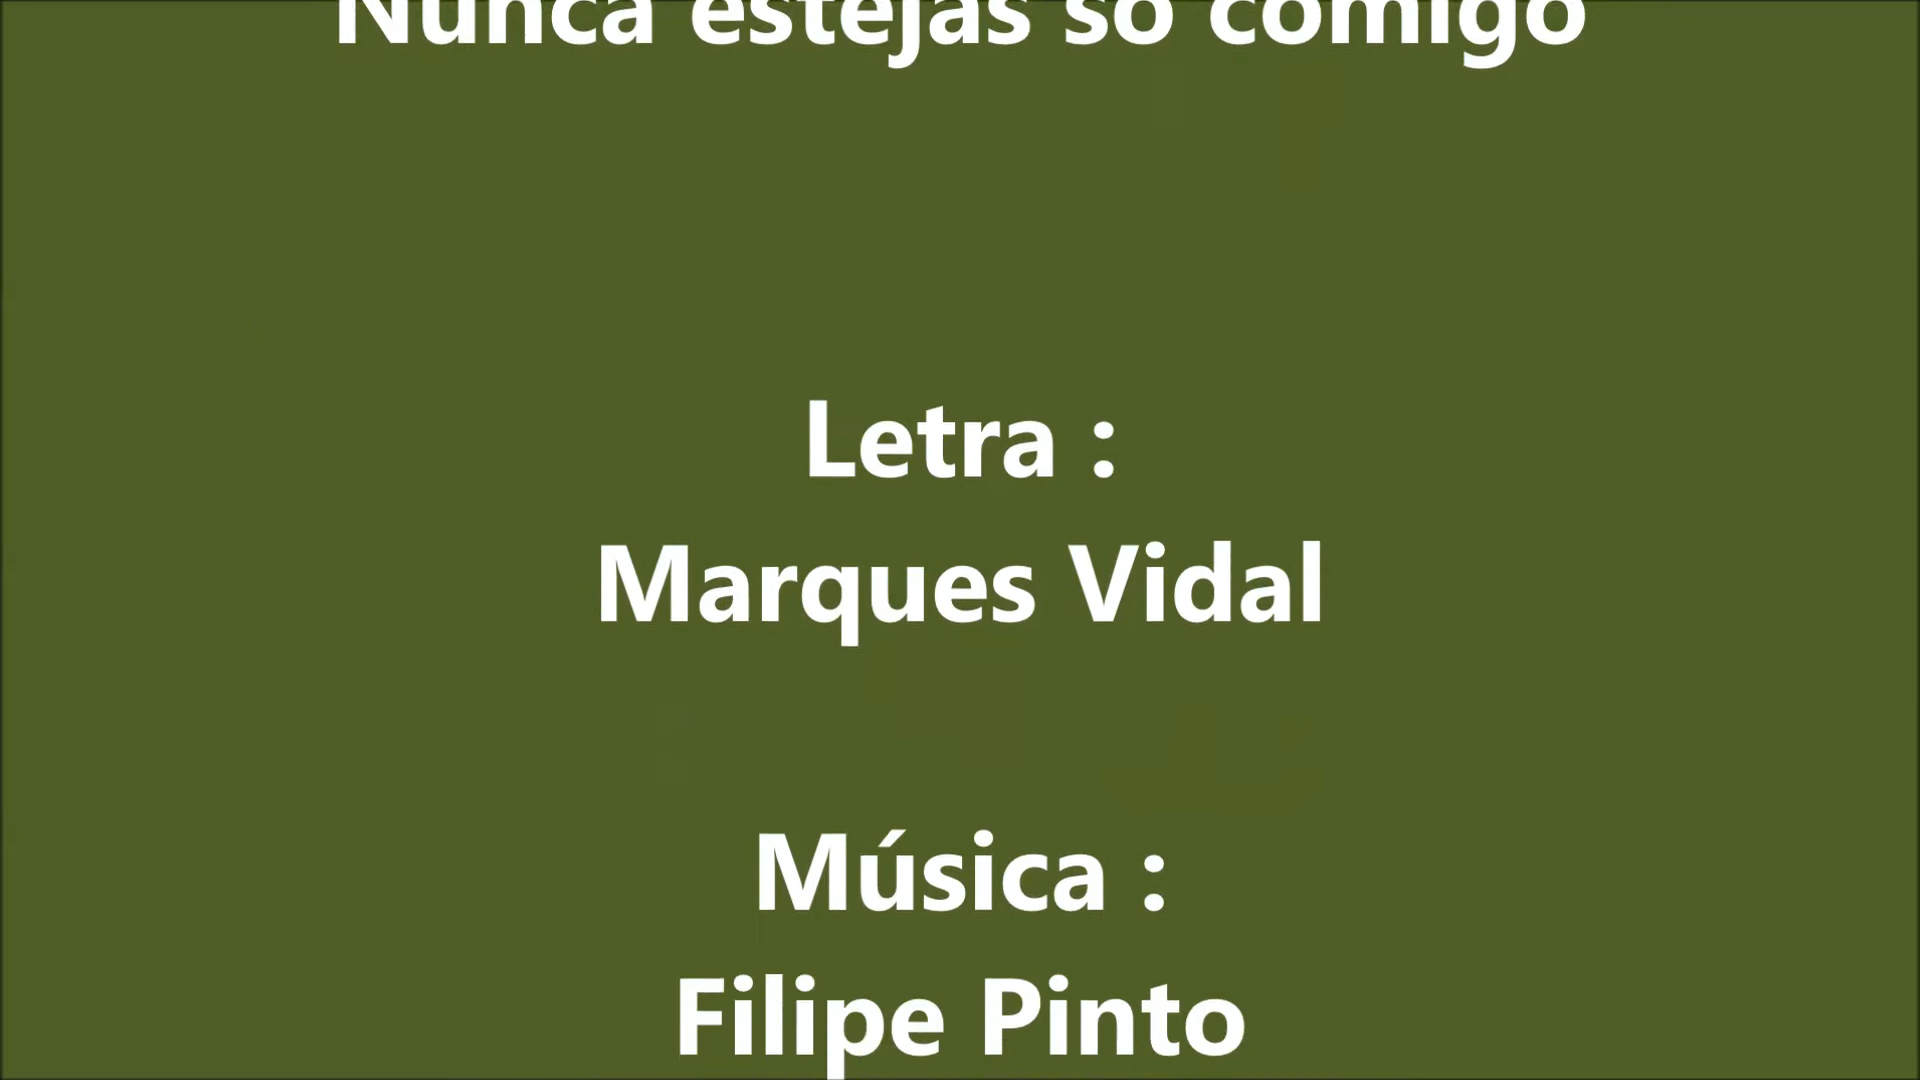 Nunca estejas só comigo
Letra :
Marques Vidal
Música :
Filipe Pinto